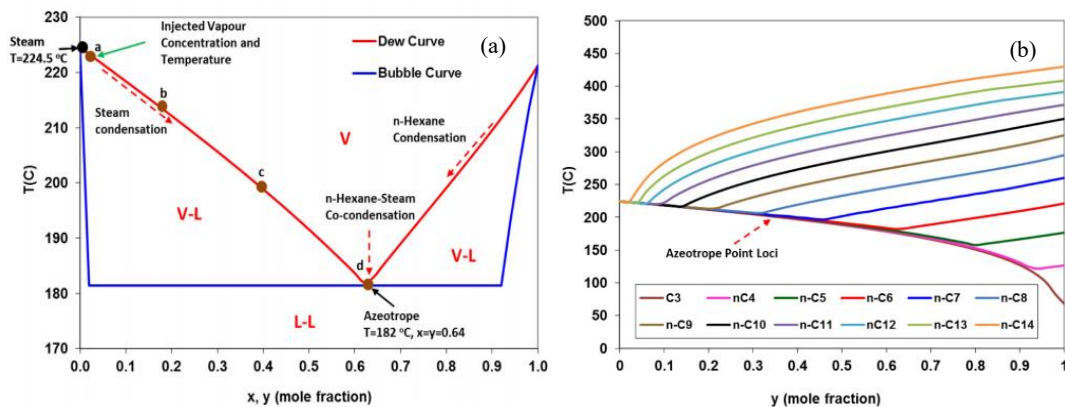 T(C)
230
220
210
200
190
180
170
0.0 0.1 0.2 0.3 0.4 0.5 0.6 0.7 0.8 0.9 1.0
x, y (mole fraction)
Steam
T=224.5 ºC
a
Injected Vapour
Concentration and
Temperature
Dew Curve
(a)
Bubble Curve
b
Steam
condensation
V
n-Hexane
Condensation
c
n-Hexane-Steam
Co-condensation
V-L
V-L
d
L-L
Azeotrope
T=182 ºC, x=y=0.64
T(C)
500
450
400
350
300
250
200
150
100
50
0
(b)
Azeotrope Point Loci
C3 nC4 n-C5 n-C6 n-C7 n-C8
n-C9 n-C10 n-C11 nC12 n-C13 n-C14
0 0.1 0.2 0.3 0.4 0.5 0.6 0.7 0.8 0.9 1
y (mole fraction)